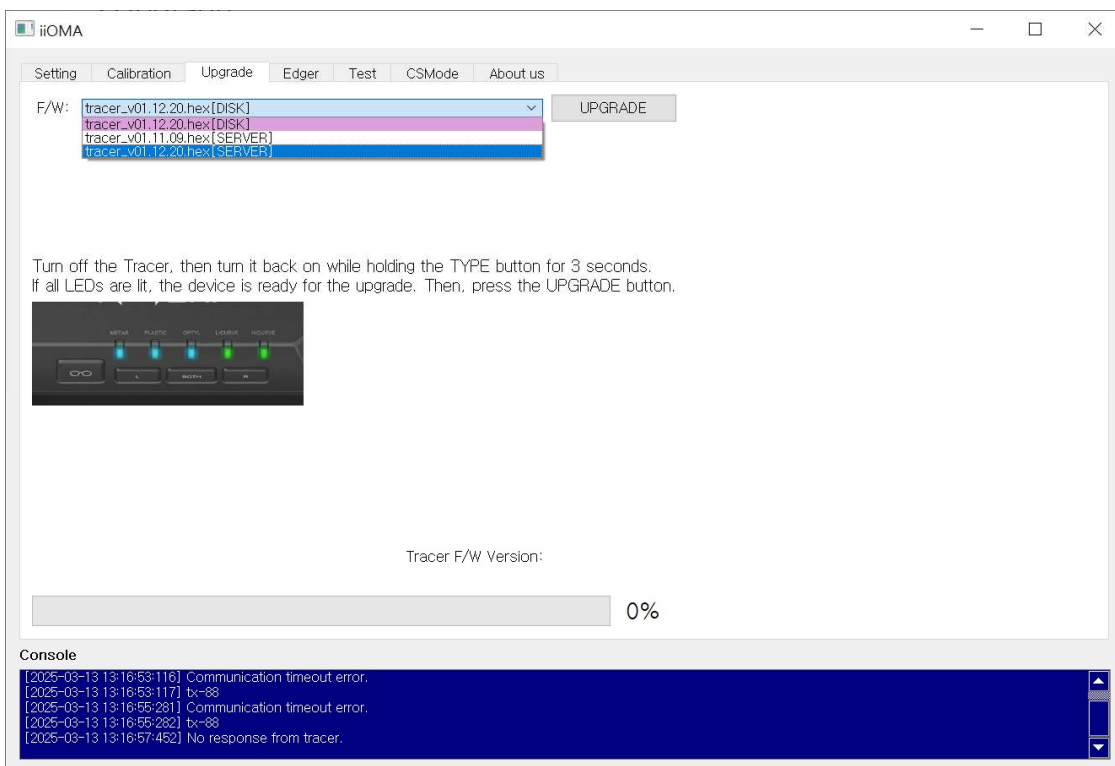 iiOMA
Setting Calibration Upgrade Edger Test CSMode About us
F/W: tracer_v01.12.20.hex[DISK] UPGRADE
tracer_v01.12.20.hex[DISK]
tracer_v01.11.09.hex[SERVER]
tracer_v01.12.20.hex[SERVER]
Turn off the Tracer, then turn it back on while holding the TYPE button for 3 seconds.
If all LEDs are lit, the device is ready for the upgrade. Then, press the UPGRADE button.
METAL PLASTIC OPTYL L-CURVE H-CURVE
L BOTH R
Tracer F/W Version:
0%
Console
[2025-03-13 13:16:53:116] Communication timeout error.
[2025-03-13 13:16:53:117] tx-88
[2025-03-13 13:16:55:281] Communication timeout error.
[2025-03-13 13:16:55:282] tx-88
[2025-03-13 13:16:57:452] No response from tracer.